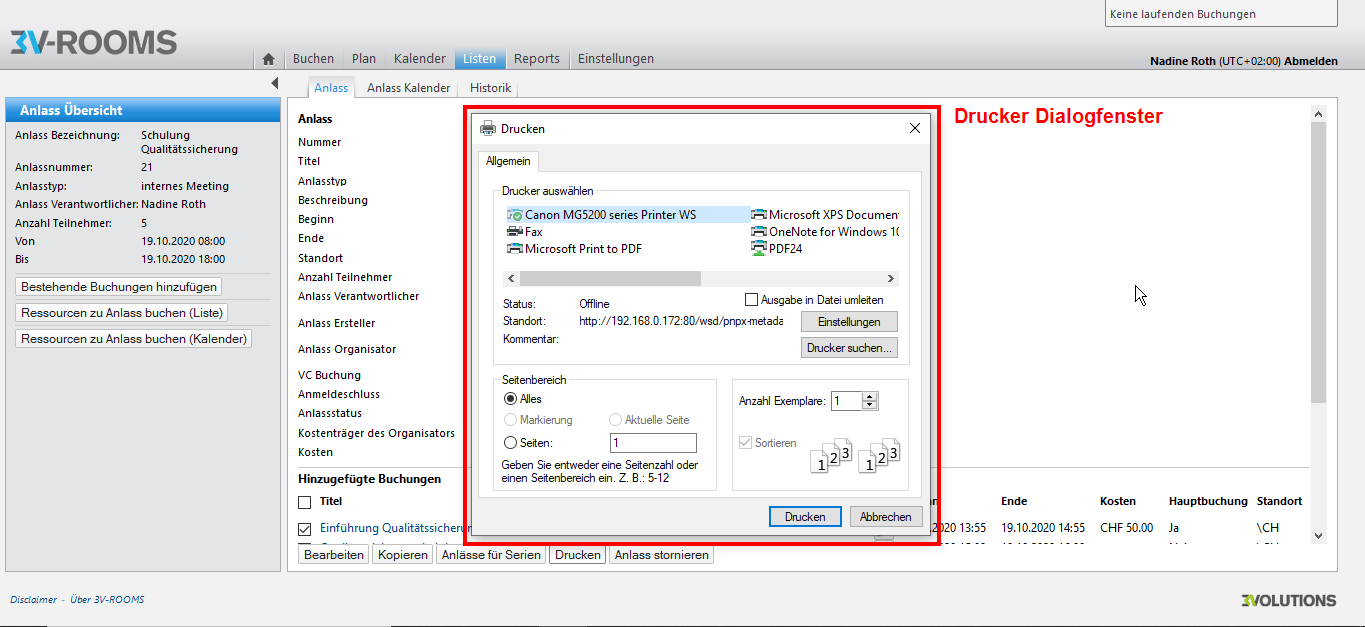 Keine laufenden Buchungen
3V-ROOMS
Buchen Plan Kalender Listen Reports Einstellungen
Nadine Roth (UTC+02:00) Abmelden
Anlass Anlass Kalender Historik
Anlass Übersicht
Anlass Bezeichnung: Schulung
Qualitätssicherung
Anlassnummer: 21
Anlasstyp: internes Meeting
Anlass Verantwortlicher: Nadine Roth
Anzahl Teilnehmer: 5
Von 19.10.2020 08:00
Bis 19.10.2020 18:00
Bestehende Buchungen hinzufügen
Ressourcen zu Anlass buchen (Liste)
Ressourcen zu Anlass buchen (Kalender)
Anlass
Nummer
Titel
Anlasstyp
Beschreibung
Beginn
Ende
Standort
Anzahl Teilnehmer
Anlass Verantwortlicher
Anlass Ersteller
Anlass Organisator
VC Buchung
Anmeldeschluss
Anlassstatus
Kostenträger des Organisators
Kosten
Drucker Dialogfenster
Drucken
Allgemein
Drucker auswählen
Canon MG5200 series Printer WS
Fax
Microsoft Print to PDF
Microsoft XPS Documen
OneNote for Windows 10
PDF24
Status: Offline
Standort: http://192.168.0.172:80/wsd/pnpx-metada
Kommentar:
Ausgabe in Datei umleiten
Einstellungen
Drucker suchen...
Seitenbereich
Alles
Markierung Aktuelle Seite
Seiten: 1
Geben Sie entweder eine Seitenzahl oder
einen Seitenbereich ein. Z. B.: 5-12
Anzahl Exemplare: 1
Sortieren
1 2 3 1 2 3
Drucken Abbrechen
Hinzugefügte Buchungen
Titel Ende Kosten Hauptbuchung Standort
Einführung Qualitätssicherun 2020 13:55 19.10.2020 14:55 CHF 50.00 Ja \CH
Bearbeiten Kopieren Anlässe für Serien Drucken Anlass stornieren
Disclaimer - Über 3V-ROOMS
3VOLUTIONS